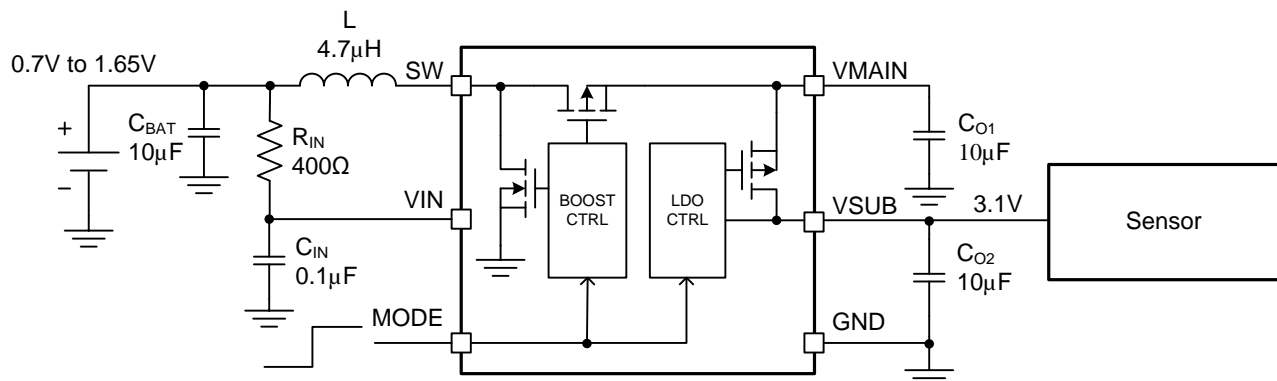 L
4.7μH
0.7V to 1.65V
SW
VMAIN
+
−
C_BAT
10μF
R_IN
400Ω
C_O1
10μF
VIN
BOOST
CTRL
LDO
CTRL
VSUB
3.1V
Sensor
C_IN
0.1μF
C_O2
10μF
MODE
GND